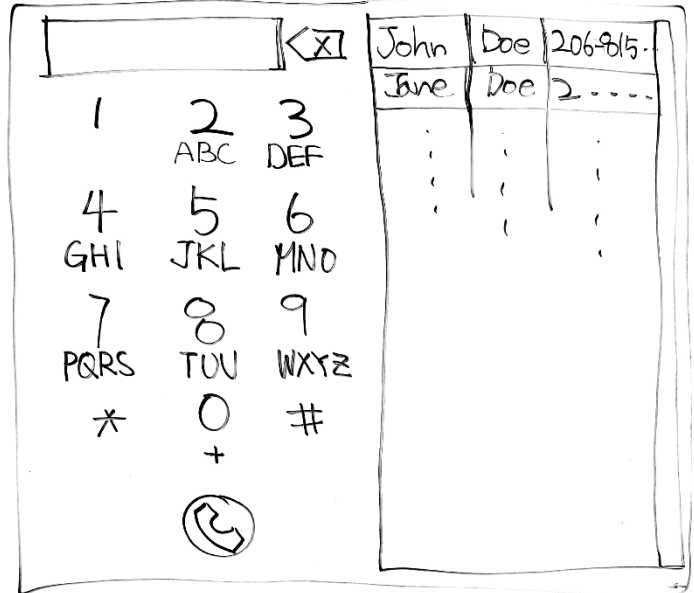 X
John Doe 206-815..
Jane Doe 2....
1 2 3
ABC DEF
4 5 6
GHI JKL MNO
7 8 9
PQRS TUV WXYZ
* 0 #
+